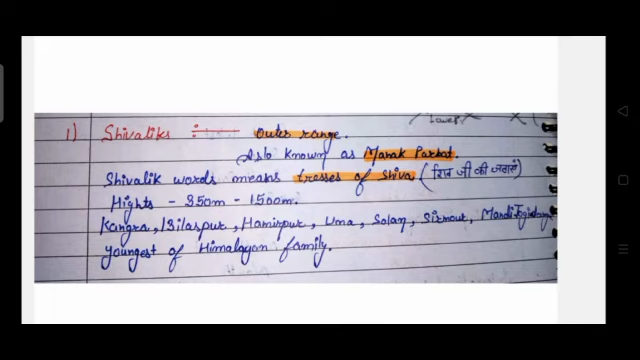 Lower
1) Shivaliks :- outer range.
Also known as Manak Parbat.
Shivalik words means tresses of Shiva (शिव जी की जटाएं)
Hights - 350m - 1500m.
Kangra, Bilaspur, Hamirpur, Una, Solan, Sirmour, Mandi
youngest of Himalayan family.